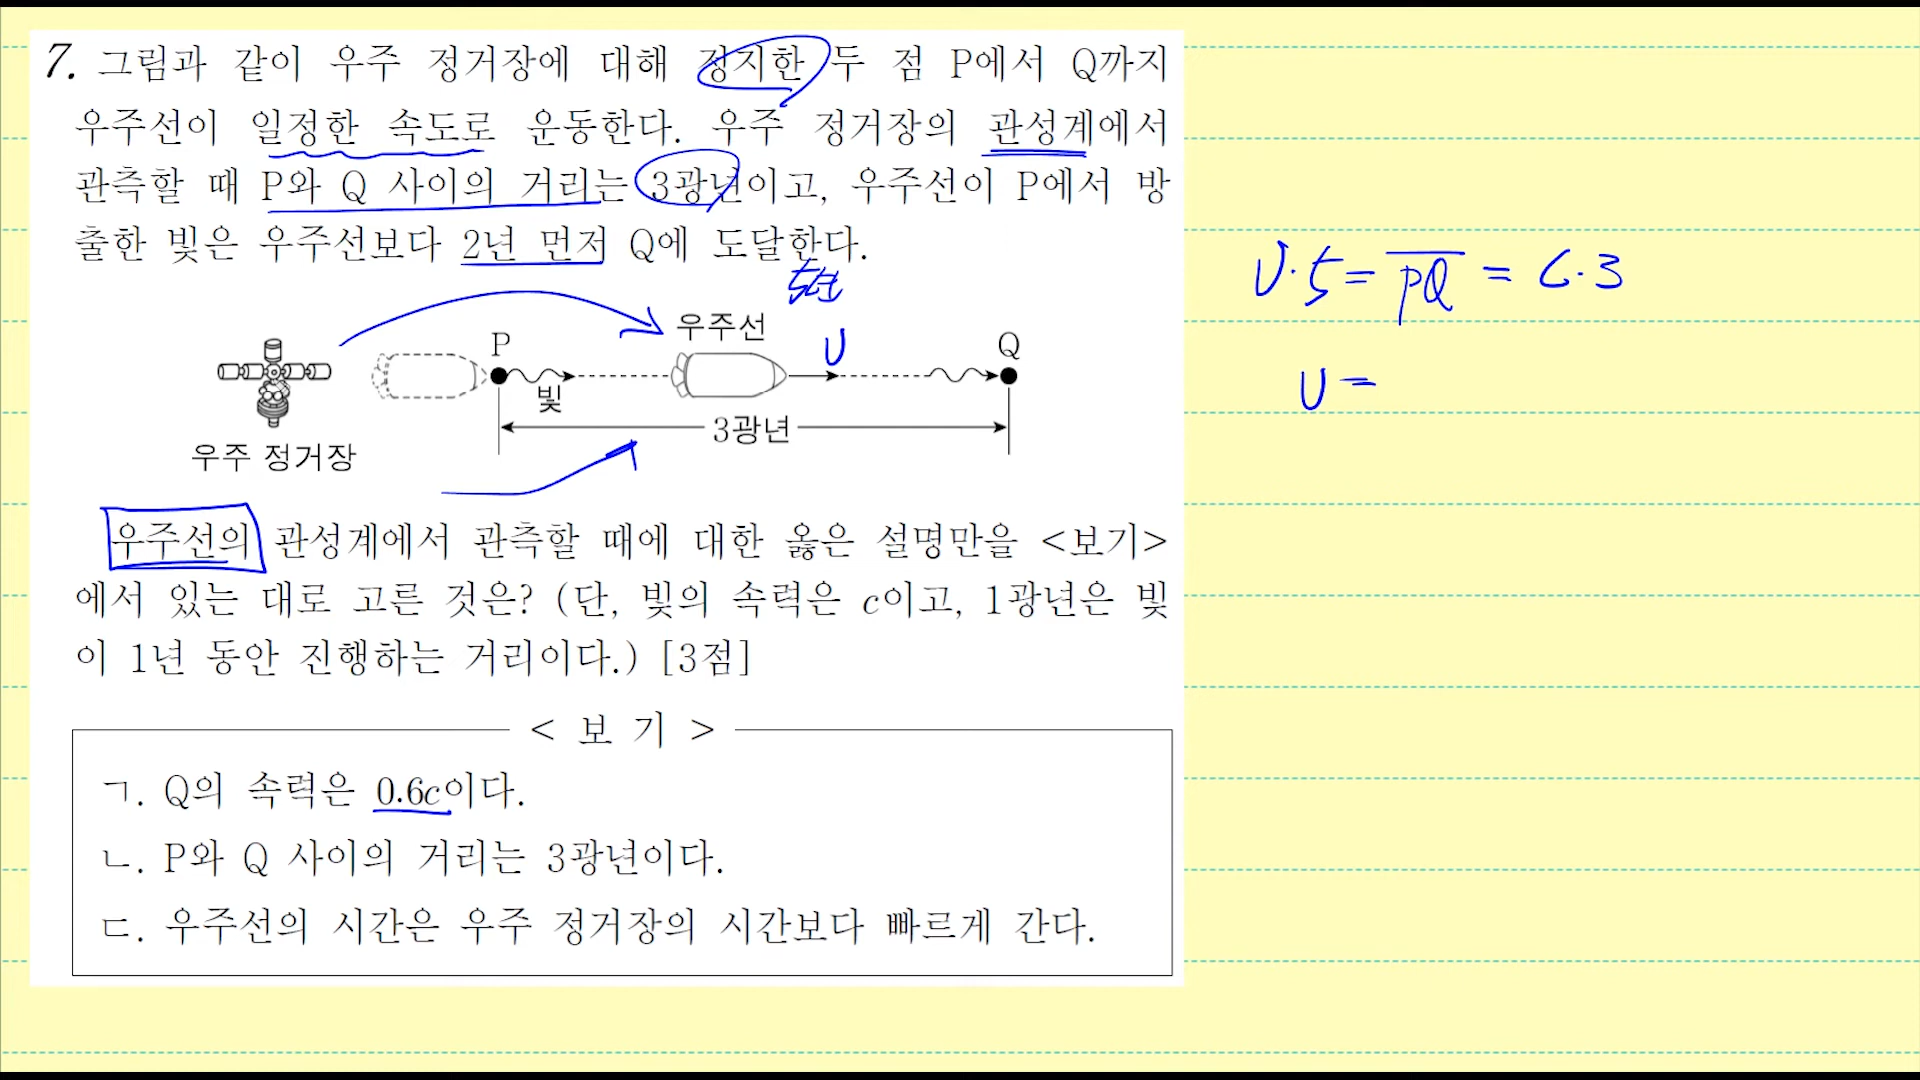 7. 그림과 같이 우주 정거장에 대해 정지한 두 점 P에서 Q까지
우주선이 일정한 속도로 운동한다. 우주 정거장의 관성계에서
관측할 때 P와 Q 사이의 거리는 3광년이고, 우주선이 P에서 방
출한 빛은 우주선보다 2년 먼저 Q에 도달한다.
5년
우주선
v
P
Q
빛
3광년
우주 정거장
v·5 = PQ = c·3
v =
우주선의 관성계에서 관측할 때에 대한 옳은 설명만을 <보기>
에서 있는 대로 고른 것은? (단, 빛의 속력은 c이고, 1광년은 빛
이 1년 동안 진행하는 거리이다.) [3점]
< 보 기 >
ㄱ. Q의 속력은 0.6c이다.
ㄴ. P와 Q 사이의 거리는 3광년이다.
ㄷ. 우주선의 시간은 우주 정거장의 시간보다 빠르게 간다.